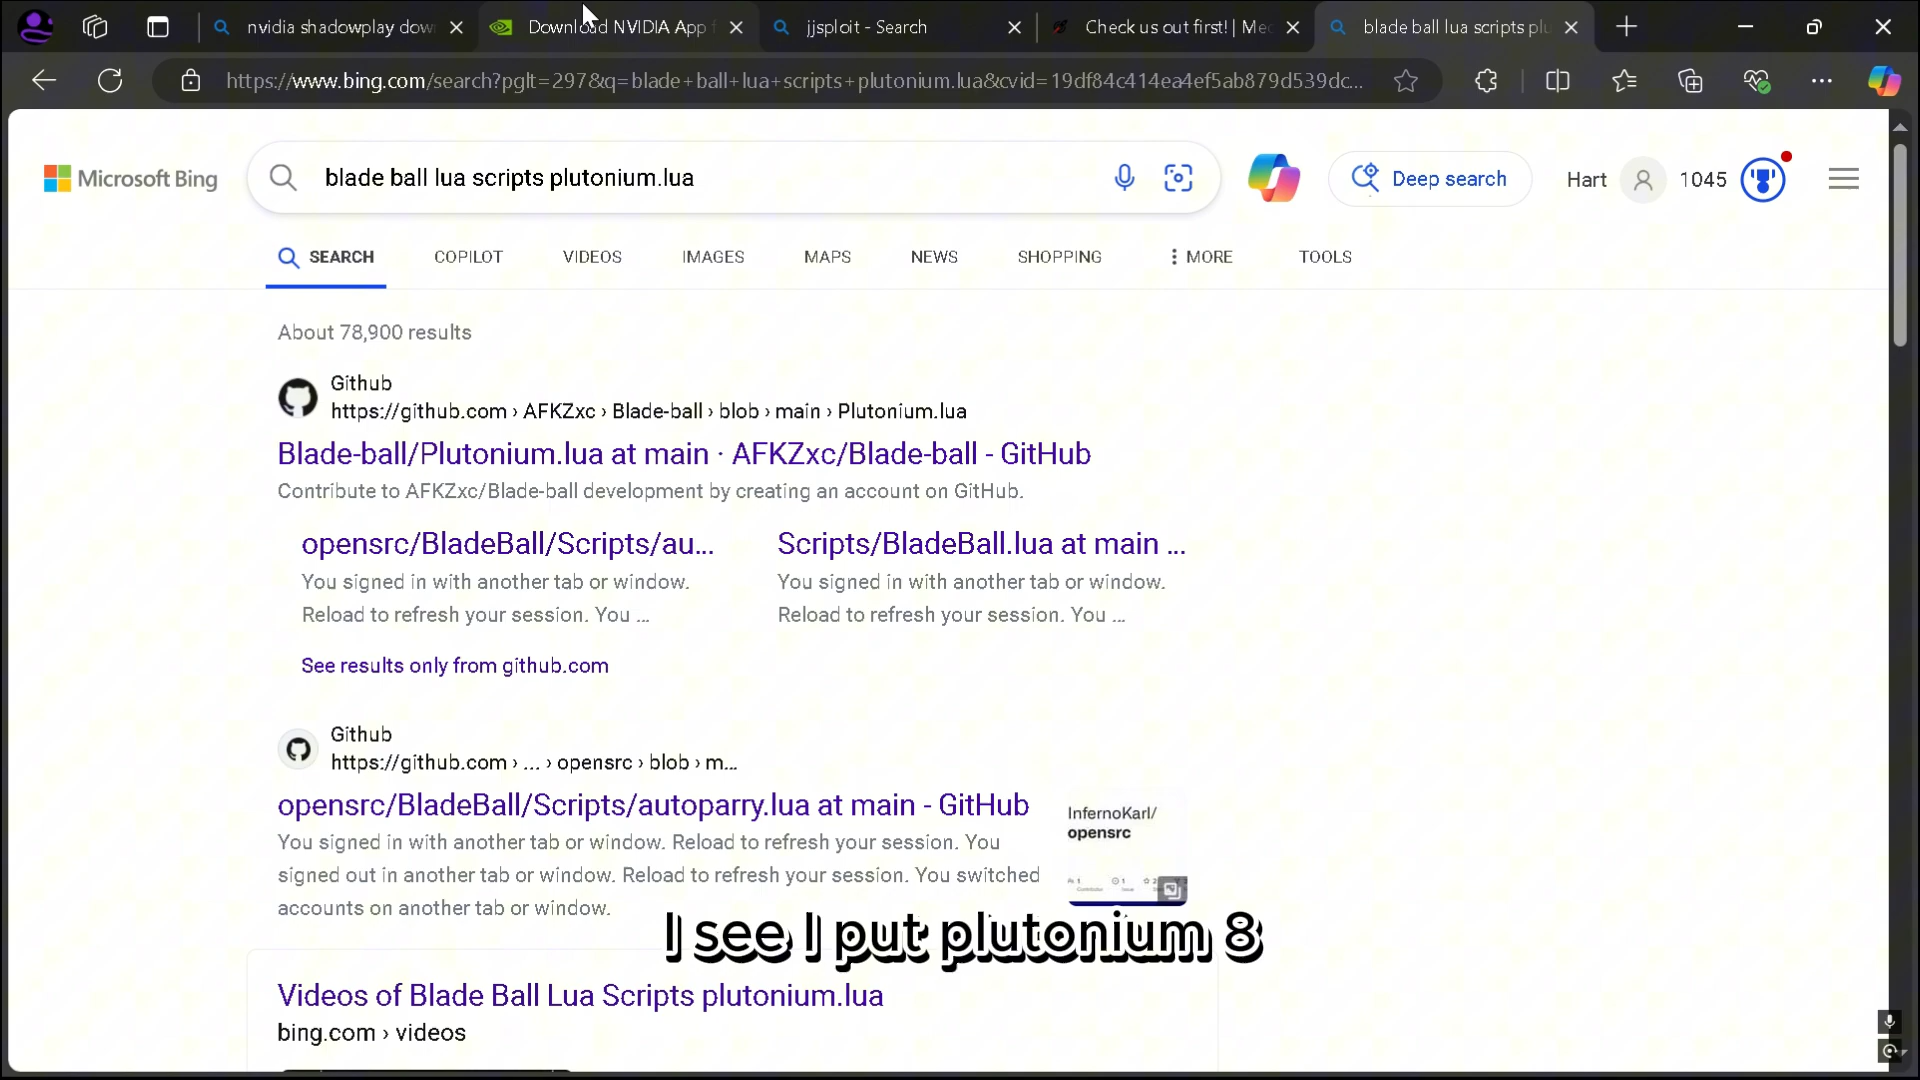 nvidia shadowplay dow
Download NVIDIA App f
jjsploit - Search
Check us out first! | Mec
blade ball lua scripts plu
https://www.bing.com/search?pglt=297&q=blade+ball+lua+scripts+plutonium.lua&cvid=19df84c414ea4ef5ab879d539dc...
Microsoft Bing
blade ball lua scripts plutonium.lua
Deep search
Hart
1045
SEARCH
COPILOT
VIDEOS
IMAGES
MAPS
NEWS
SHOPPING
MORE
TOOLS
About 78,900 results
Github
https://github.com › AFKZxc › Blade-ball › blob › main › Plutonium.lua
Blade-ball/Plutonium.lua at main · AFKZxc/Blade-ball - GitHub
Contribute to AFKZxc/Blade-ball development by creating an account on GitHub.
opensrc/BladeBall/Scripts/au...
You signed in with another tab or window.
Reload to refresh your session. You ...
Scripts/BladeBall.lua at main ...
You signed in with another tab or window.
Reload to refresh your session. You ...
See results only from github.com
Github
https://github.com › ... › opensrc › blob › m...
opensrc/BladeBall/Scripts/autoparry.lua at main - GitHub
You signed in with another tab or window. Reload to refresh your session. You
signed out in another tab or window. Reload to refresh your session. You switched
accounts on another tab or window.
InfernoKarl/
opensrc
I see I put plutonium 8
Videos of Blade Ball Lua Scripts plutonium.lua
bing.com › videos